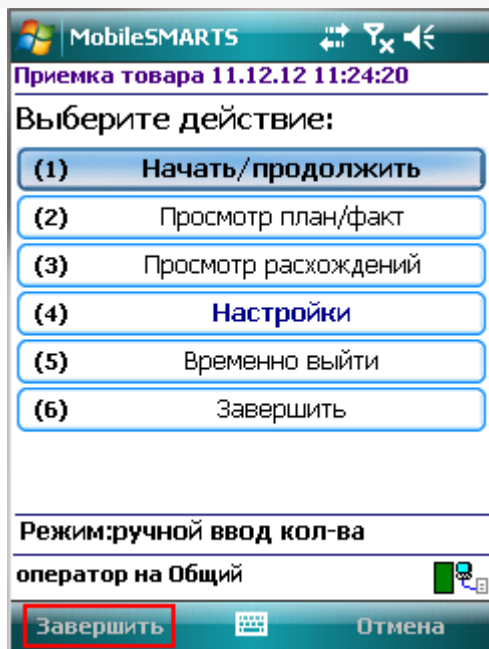 MobileSMARTS
Приемка товара 11.12.12 11:24:20
Выберите действие:
(1) Начать/продолжить
(2) Просмотр план/факт
(3) Просмотр расхождений
(4) Настройки
(5) Временно выйти
(6) Завершить
Режим:ручной ввод кол-ва
оператор на Общий
Завершить Отмена